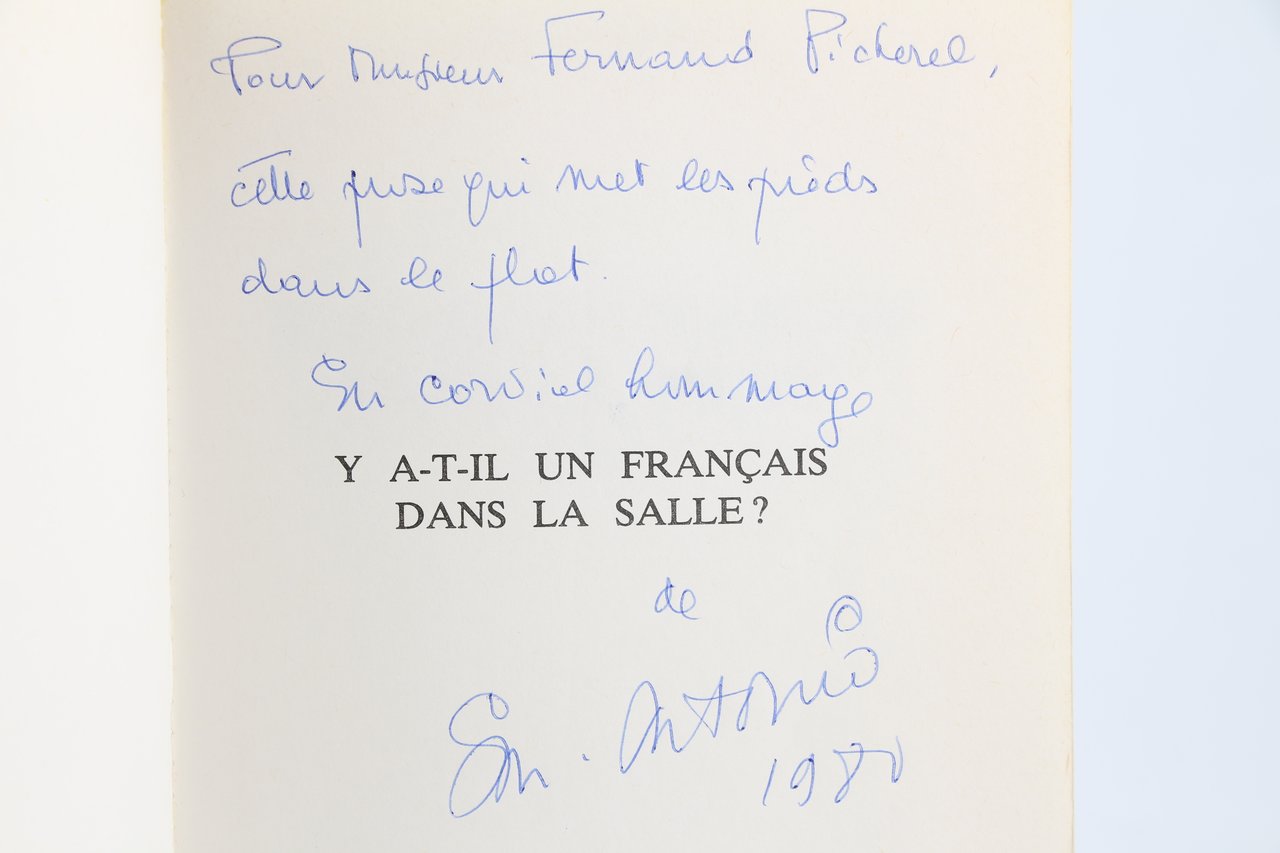 Pour Monsieur Fernand Picherel,
cette prose qui met les pieds
dans le plat.
En cordial hommage
Y A-T-IL UN FRANÇAIS
DANS LA SALLE ?
de
San-Antonio
1980